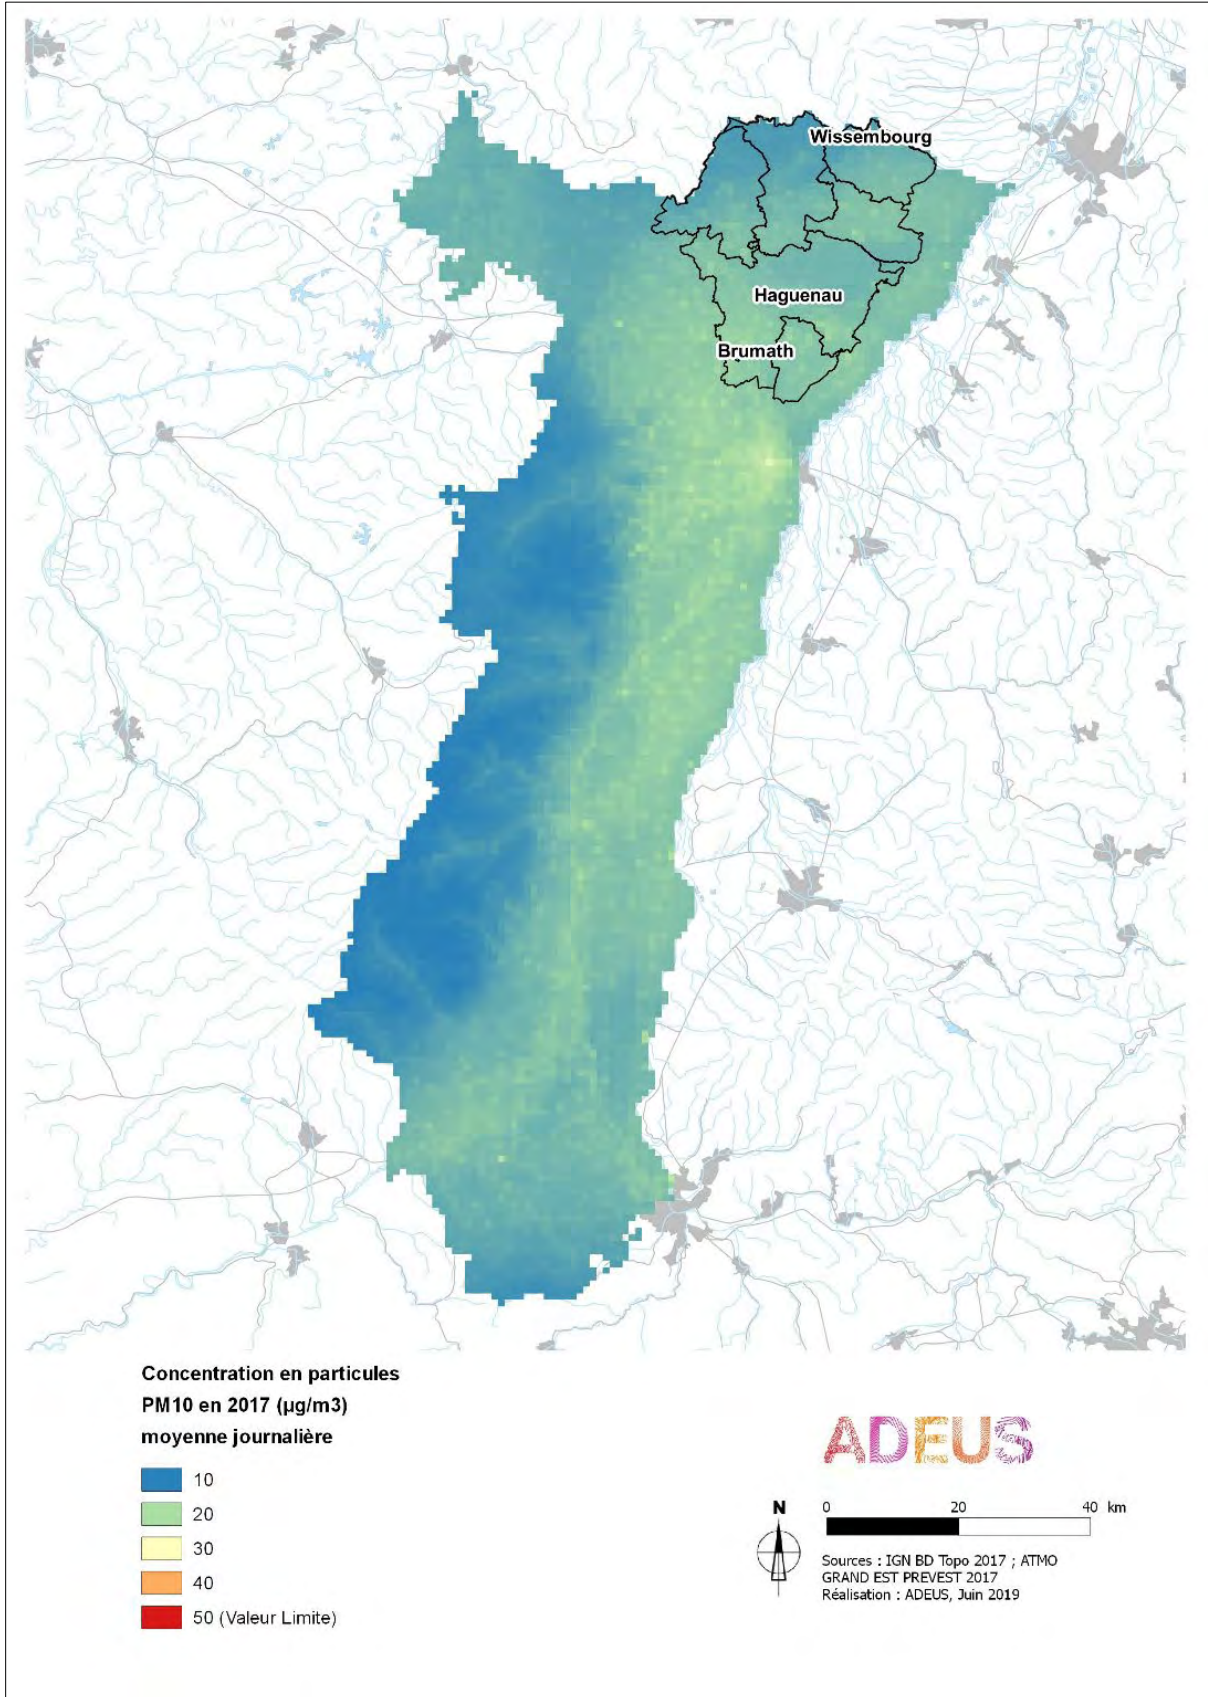 Wissembourg
Haguenau
Brumath
Concentration en particules
PM10 en 2017 (µg/m3)
moyenne journalière
10
20
30
40
50 (Valeur Limite)
ADEUS
N
0 20 40 km
Sources : IGN BD Topo 2017 ; ATMO
GRAND EST PREVEST 2017
Réalisation : ADEUS, Juin 2019